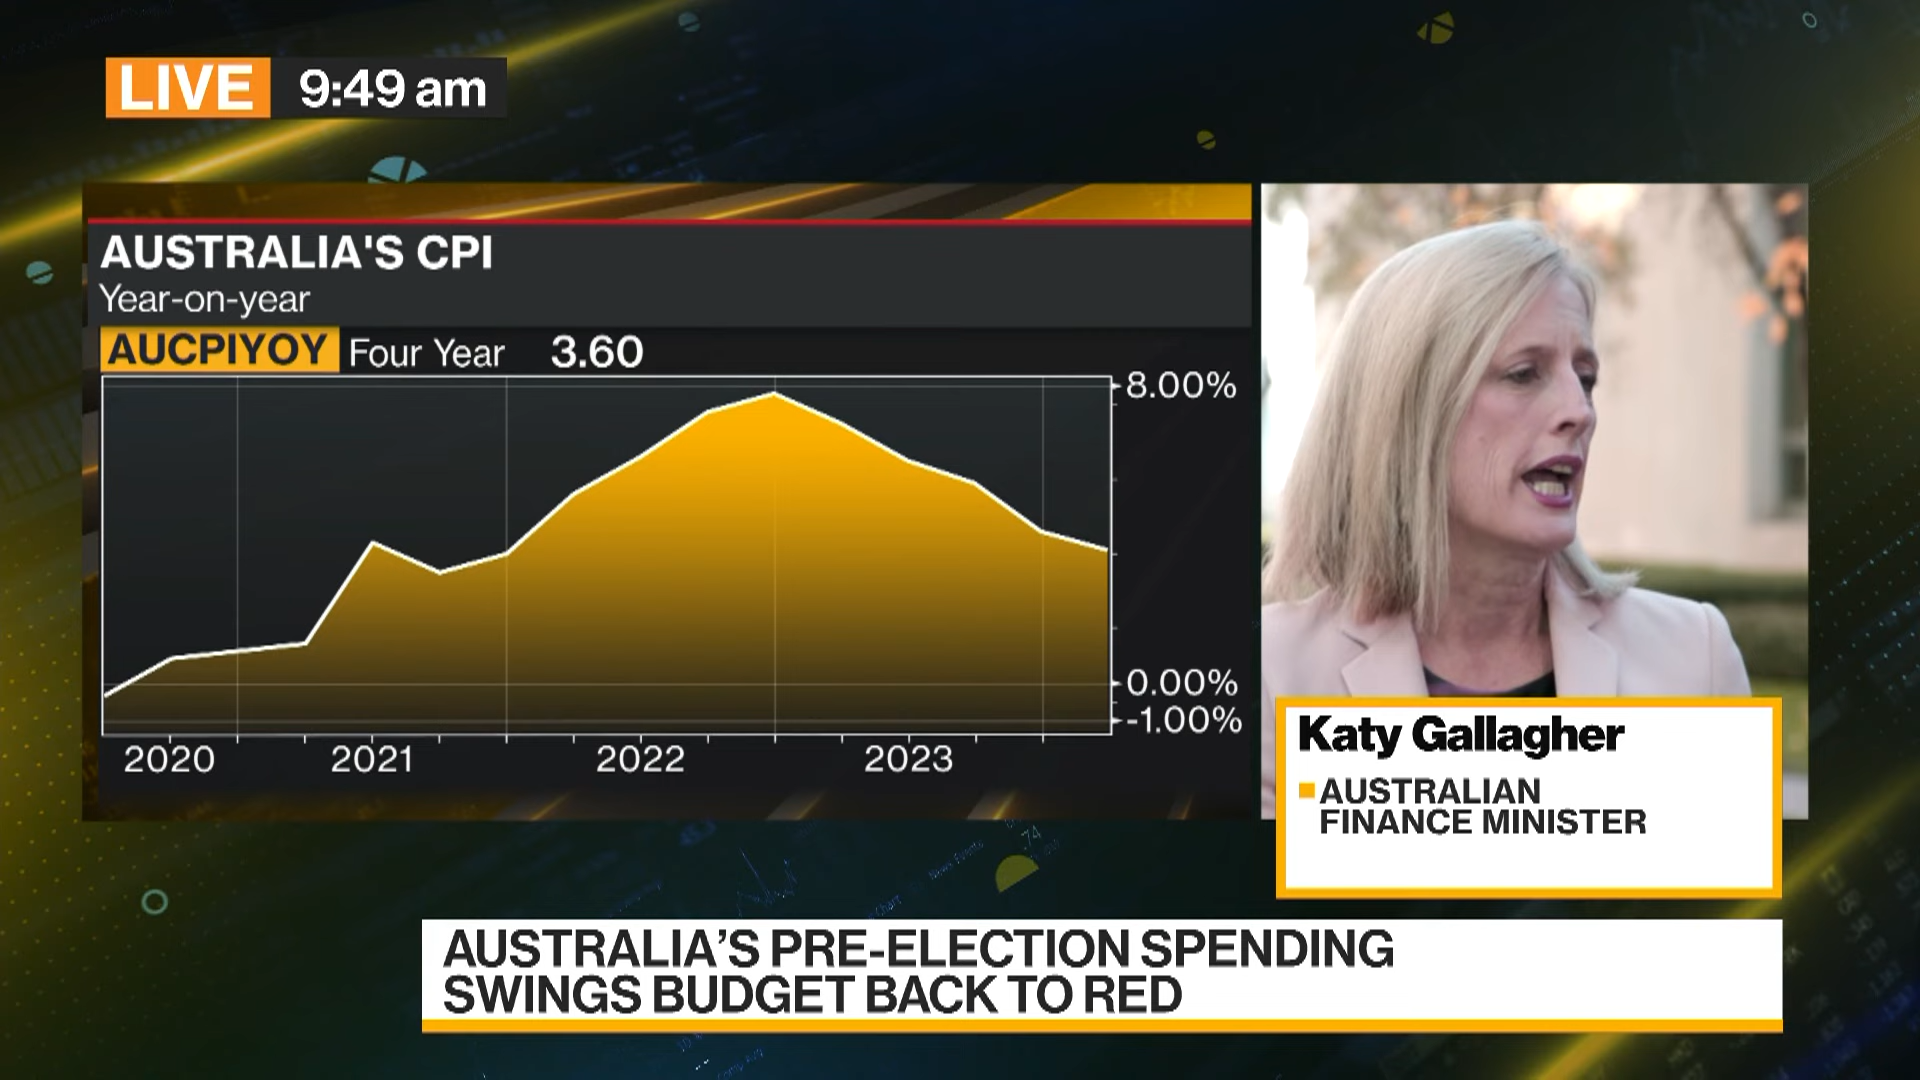 LIVE 9:49 am
AUSTRALIA'S CPI
Year-on-year
AUCPIYOY Four Year 3.60
8.00%
0.00%
-1.00%
2020 2021 2022 2023
Katy Gallagher
AUSTRALIAN
FINANCE MINISTER
AUSTRALIA’S PRE-ELECTION SPENDING
SWINGS BUDGET BACK TO RED